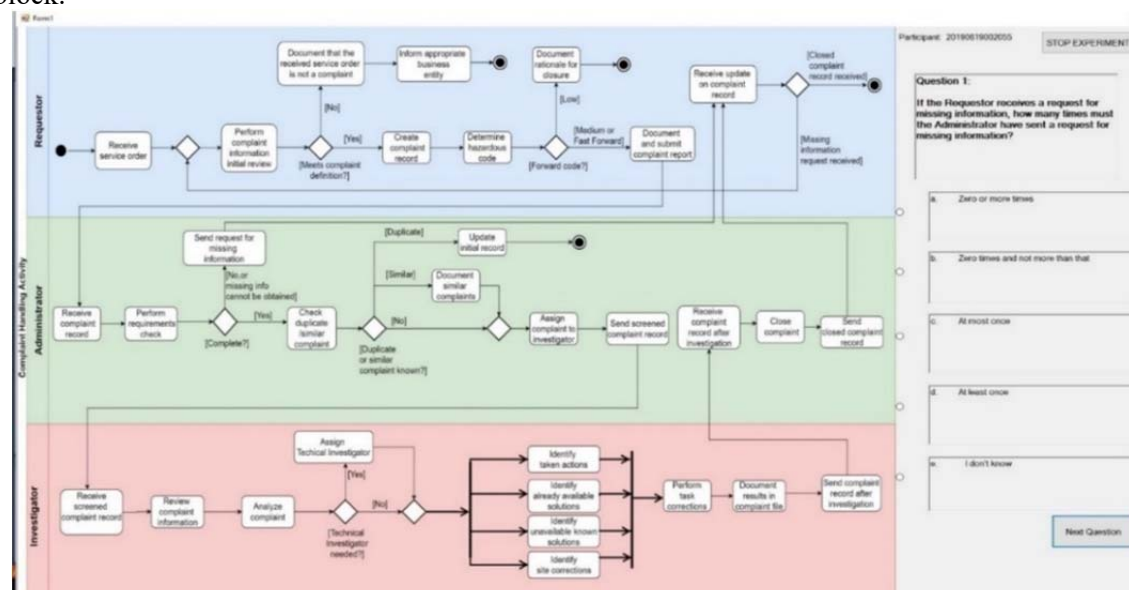 block.
Form1
Participant: 20190619002055
STOP EXPERIMENT
Question 1:
If the Requestor receives a request for
missing information, how many times must
the Administrator have sent a request for
missing information?
a. Zero or more times
b. Zero times and not more than that
c. At most once
d. At least once
e. I don't know
Next Question
Complaint Handling Activity
Requestor
Receive
service order
Perform
complaint
information
initial review
Document that the
received service order
is not a complaint
Inform appropriate
business
entity
[No]
[Yes]
[Meets complaint
definition?]
Create
complaint
record
Determine
hazardous
code
Document
rationale for
closure
[Low]
[Medium or
Fast Forward]
[Forward code?]
Document
and submit
complaint report
Receive update
on complaint
record
[Closed
complaint
record received]
[Missing
information
request received]
Administrator
Receive
complaint
record
Perform
requirements
check
Send request for
missing
information
[No,or
missing info
cannot be obtained]
[Yes]
[Complete?]
Check
duplicate
/similar
complaint
[Duplicate]
Update
initial record
[Similar]
Document
similar
complaints
[No]
[Duplicate
or similar
complaint known?]
Assign
complaint to
investigator
Send screened
complaint record
Receive
complaint
record after
investigation
Close
complaint
Send
closed complaint
record
Investigator
Receive
screened
complaint record
Review
complaint
information
Analyze
complaint
Assign
Techical Investigator
[Yes]
[No]
[Technical
Investigator
needed?]
Identify
taken actions
Identify
already available
solutions
Identify
unavailable known
solutions
Identify
site corrections
Perform
task
corrections
Document
results in
complaint file
Send complaint
record after
investigation